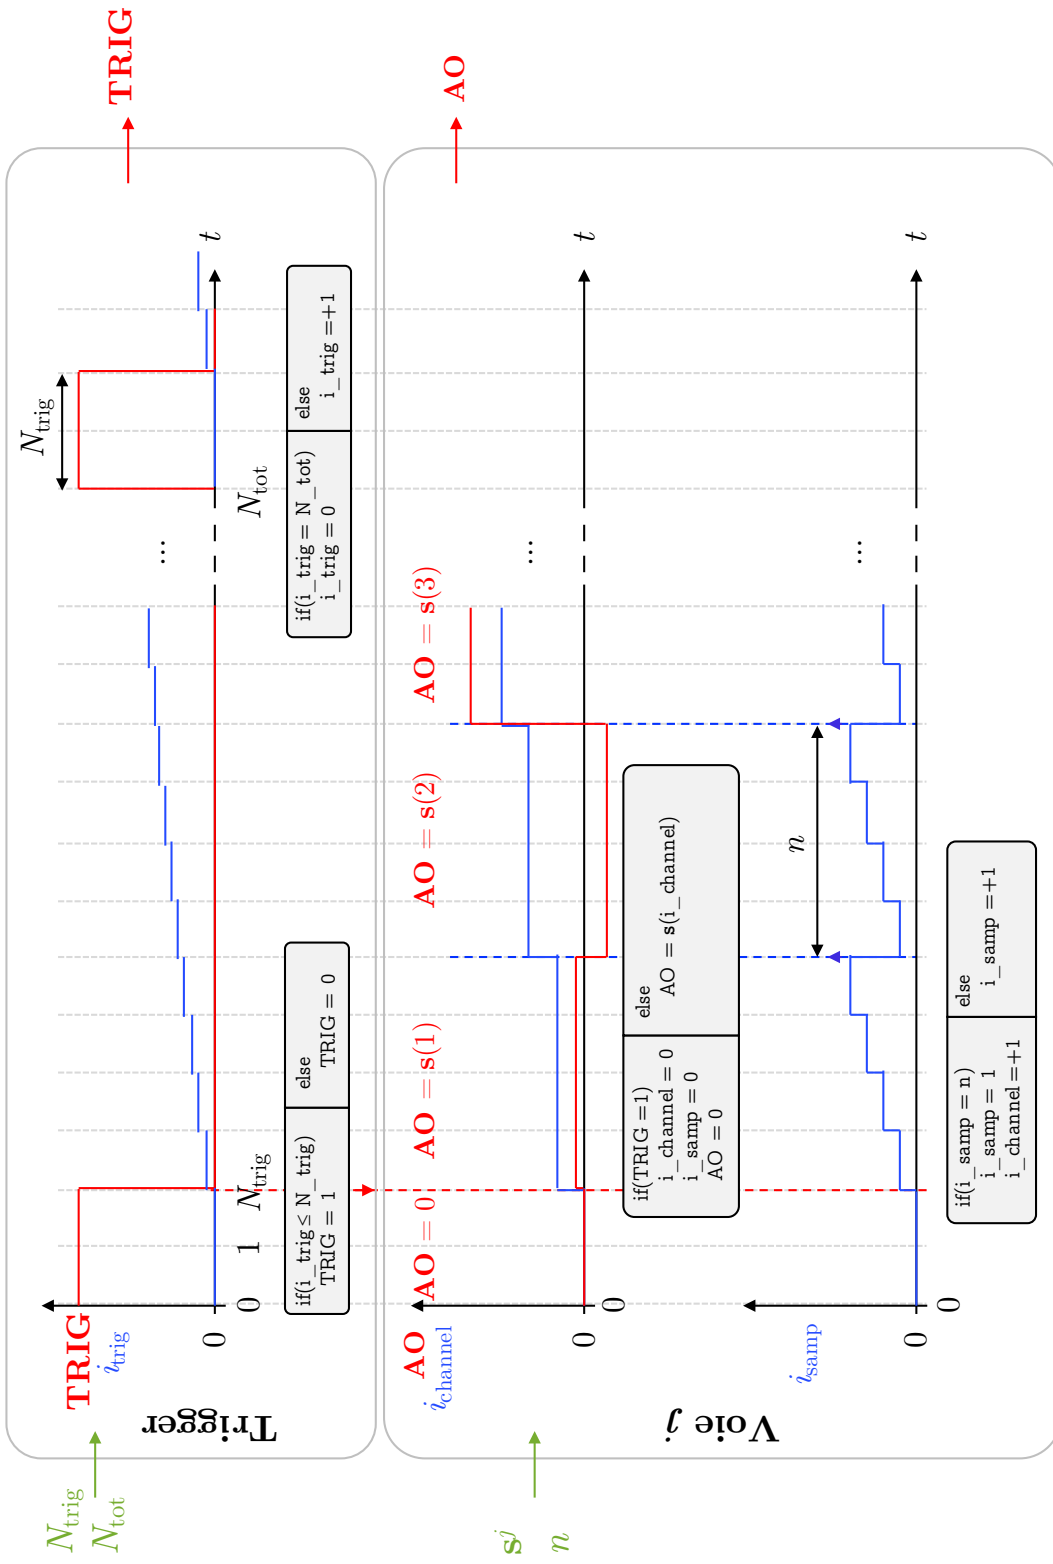 N_trig
N_tot
Trigger
TRIG
i_trig
0
0
1
N_trig
if(i_trig ≤ N_trig)
TRIG = 1
else
TRIG = 0
...
N_trig
N_tot
if(i_trig = N_tot)
i_trig = 0
else
i_trig =+1
t
TRIG
s^j
n
Voie j
AO
i_channel
0
0
AO = 0
AO = s(1)
AO = s(2)
AO = s(3)
...
t
AO
if(TRIG =1)
i_channel = 0
i_samp = 0
AO = 0
else
AO = s(i_channel)
i_samp
0
0
n
...
t
if(i_samp = n)
i_samp = 1
i_channel =+1
else
i_samp =+1